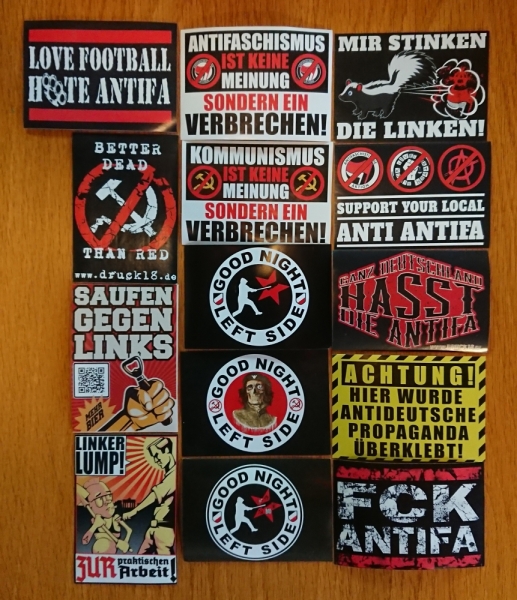 LOVE FOOTBALL
HTE ANTIFA
ANTIFASCHISMUS
IST KEINE
MEINUNG
SONDERN EIN
VERBRECHEN!
MIR STINKEN
DIE LINKEN!
BETTER
DEAD
THAN RED
www.druck18.de
KOMMUNISMUS
IST KEINE
MEINUNG
SONDERN EIN
VERBRECHEN!
SUPPORT YOUR LOCAL
ANTI ANTIFA
SAUFEN
GEGEN
LINKS
MEHR
BIER
GOOD NIGHT
LEFT SIDE
GANZ DEUTSCHLAND
HASST
DIE ANTIFA
GOOD NIGHT
LEFT SIDE
ACHTUNG!
HIER WURDE
ANTIDEUTSCHE
PROPAGANDA
ÜBERKLEBT!
LINKER
LUMP!
ZUR praktischen
Arbeit!
GOOD NIGHT
LEFT SIDE
FCK
ANTIFA